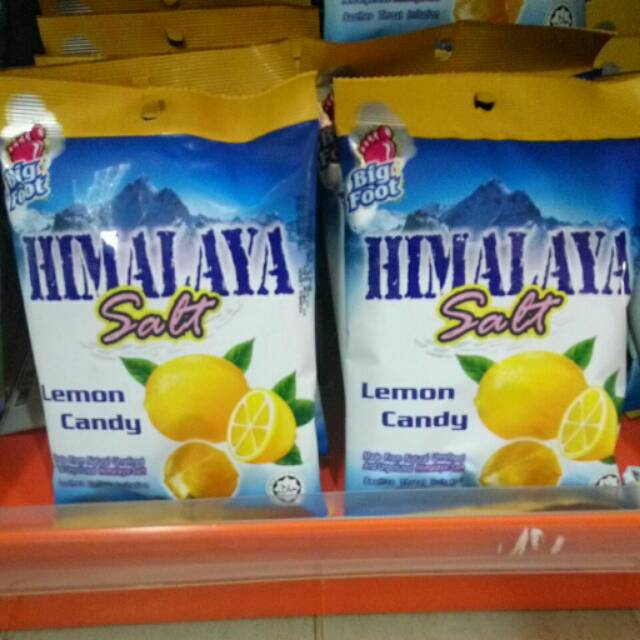 Big
Foot
HIMALAYA
Salt
Lemon
Candy
Big
Foot
HIMALAYA
Salt
Lemon
Candy